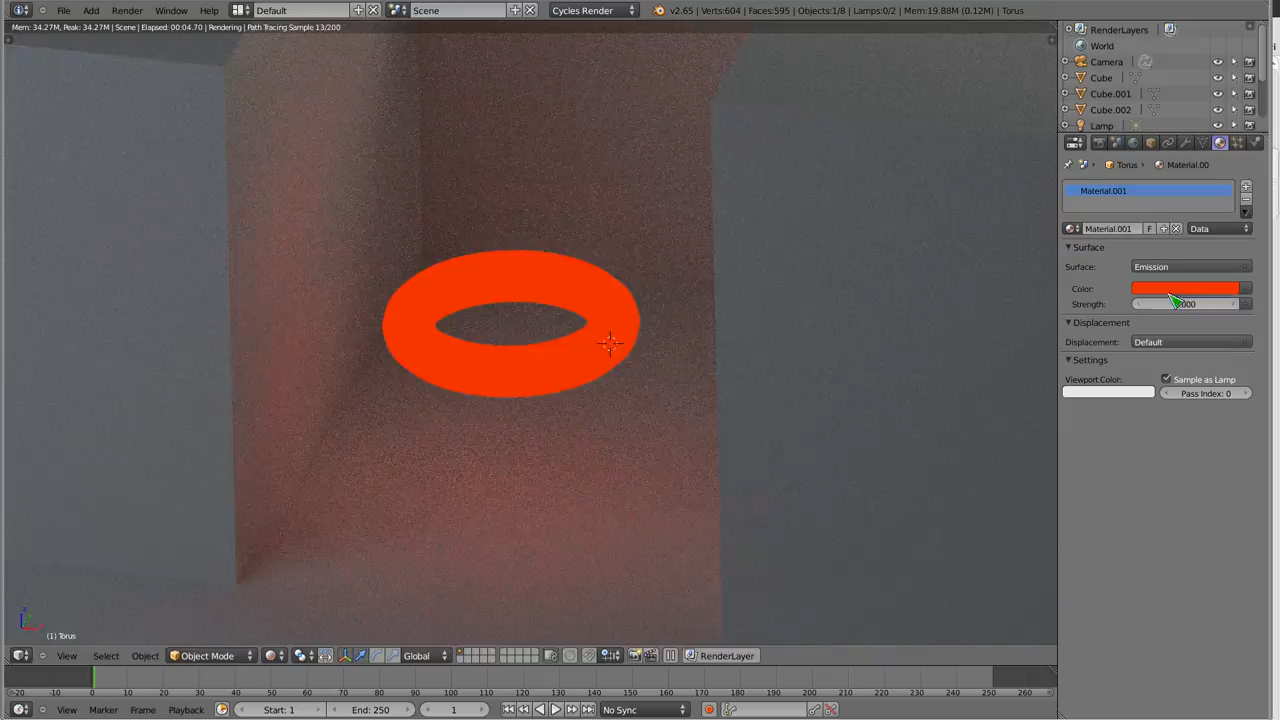 File Add Render Window Help Default Scene Cycles Render v2.65 | Verts:604 | Faces:595 | Objects:1/8 | Lamps:0/2 | Mem:19.88M (0.12M) | Torus
Mem: 34.27M, Peak: 34.27M | Scene | Elapsed: 00:04.70 | Rendering | Path Tracing Sample 13/200
RenderLayers
World
Camera
Cube
Cube.001
Cube.002
Lamp
Torus Material.00
Material.001
Material.001 F Data
Surface
Surface: Emission
Color:
Strength:
Displacement
Displacement: Default
Settings
Viewport Color: Sample as Lamp
Pass Index: 0
(1) Torus
View Select Object Object Mode Global RenderLayer
-20 -10 0 10 20 30 40 50 60 70 80 90 100 110 120 130 140 150 160 170 180 190 200 210 220 230 240 250 260
View Marker Frame Playback Start: 1 End: 250 1 No Sync